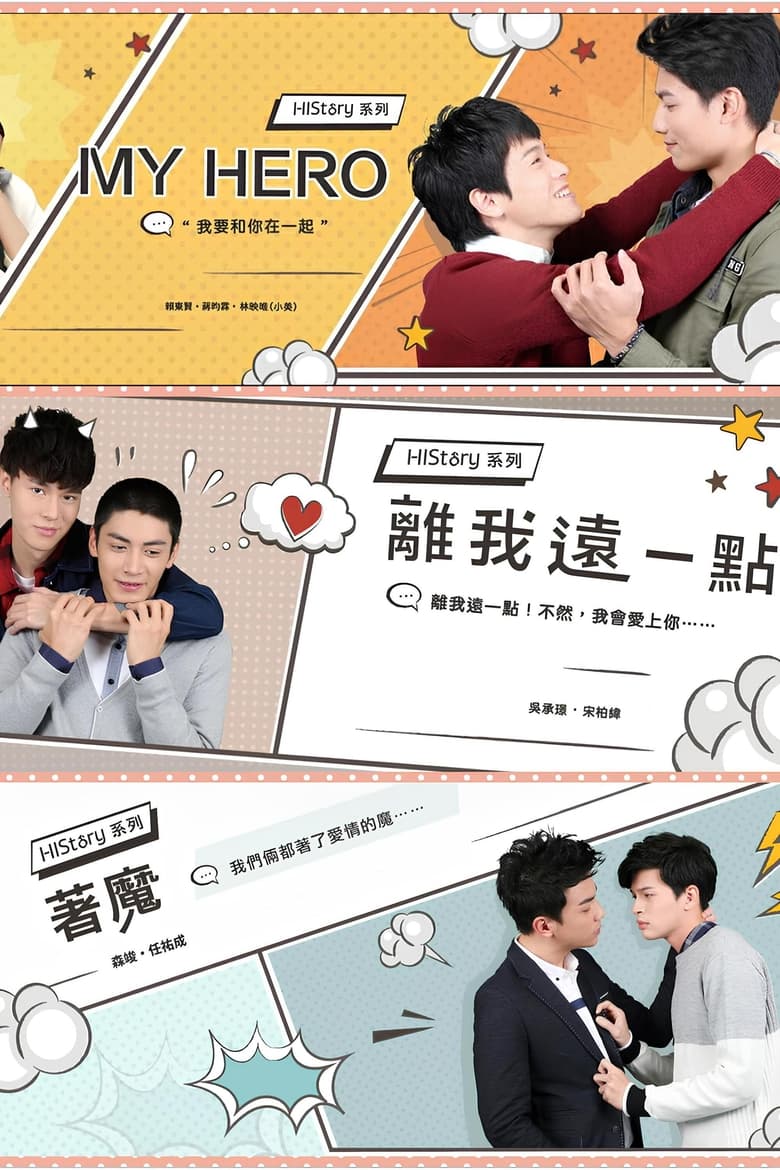 HIStory 系列
MY HERO
“ 我要和你在一起 ”
賴東賢・蔣昀霖・林映唯(小英)
HIStory 系列
離我遠一點
離我遠一點！不然，我會愛上你……
吳承璟・宋柏緯
HIStory 系列
著魔
我們倆都著了愛情的魔……
森竣・任祐成